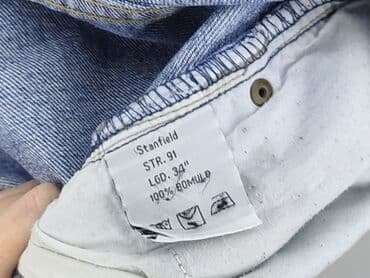 Stanfield
STR. 91
LGD. 34"
100% BOMULD